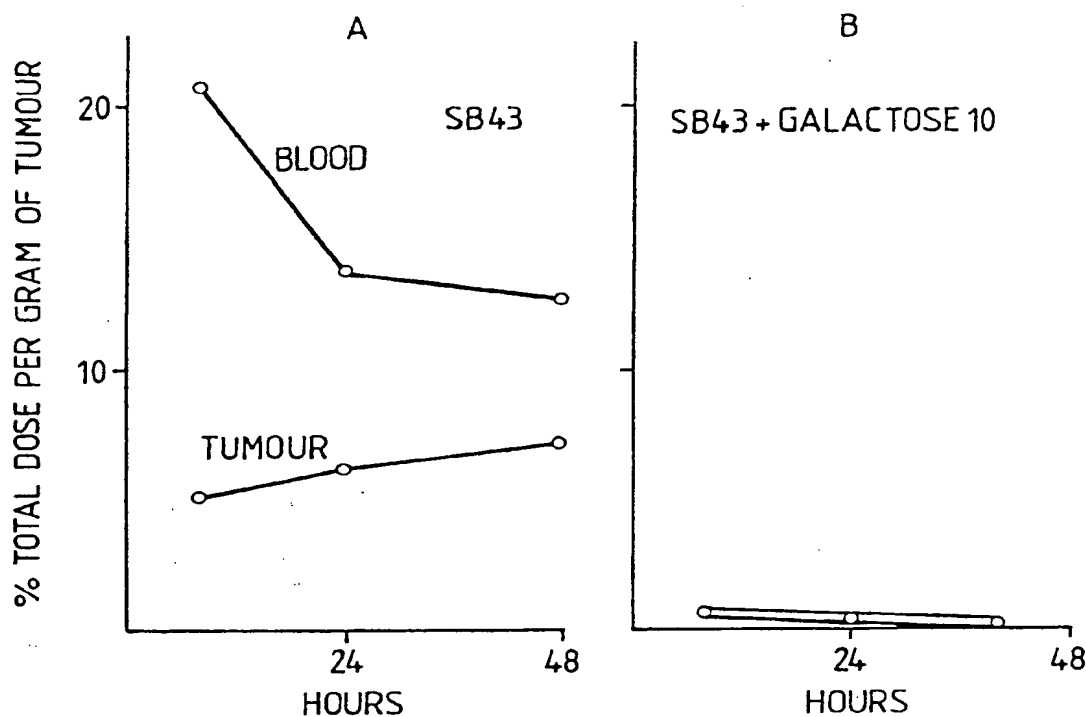 A
% TOTAL DOSE PER GRAM OF TUMOUR
20
10
SB43
BLOOD
TUMOUR
24
48
HOURS
B
SB43 + GALACTOSE 10
24
48
HOURS